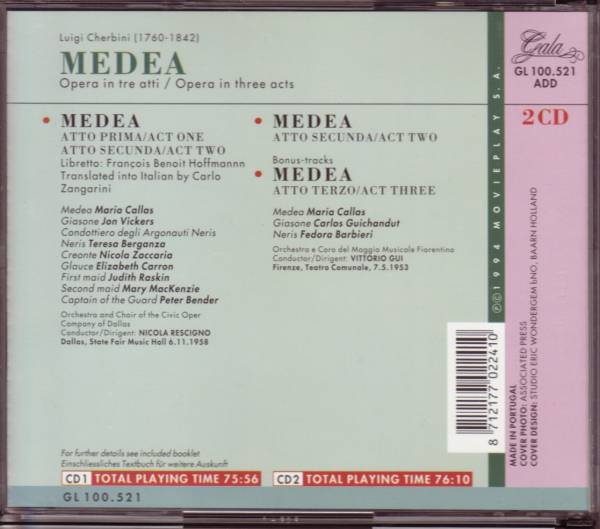 Luigi Cherbini (1760-1842)
MEDEA
Opera in tre atti / Opera in three acts
• MEDEA
ATTO PRIMA/ACT ONE
ATTO SECUNDA/ACT TWO
Libretto: François Benoit Hoffmannn
Translated into Italian by Carlo
Zangarini
Medea Maria Callas
Giasone Jon Vickers
Condottiero degli Argonauti Neris
Neris Teresa Berganza
Creonte Nicola Zaccaria
Glauce Elizabeth Carron
First maid Judith Raskin
Second maid Mary MacKenzie
Captain of the Guard Peter Bender
Orchestra and Choir of the Civic Oper
Company of Dallas
Conductor/Dirigent: NICOLA RESCIGNO
Dallas, State Fair Music Hall 6.11.1958
• MEDEA
ATTO SECUNDA/ACT TWO
Bonus-tracks
• MEDEA
ATTO TERZO/ACT THREE
Medea Maria Callas
Giasone Carlos Guichandut
Neris Fedora Barbieri
Orchestra e Coro del Maggio Musicale Fiorentino
Conductor/Dirigent: VITTORIO GUI
Firenze, Teatro Comunale, 7.5.1953
For further details see included booklet
Einschliessliches Textbuch für weitere Auskunft
CD1 TOTAL PLAYING TIME 75:56
CD2 TOTAL PLAYING TIME 76:10
GL 100.521
Gala
GL 100.521
ADD
2CD
℗© 1994 MOVIEPLAY S.A.
8 712177 022410
MADE IN PORTUGAL
COVER PHOTO: ASSOCIATED PRESS
COVER DESIGN: STUDIO ERIC WONDERGEM bNO, BAARN HOLLAND